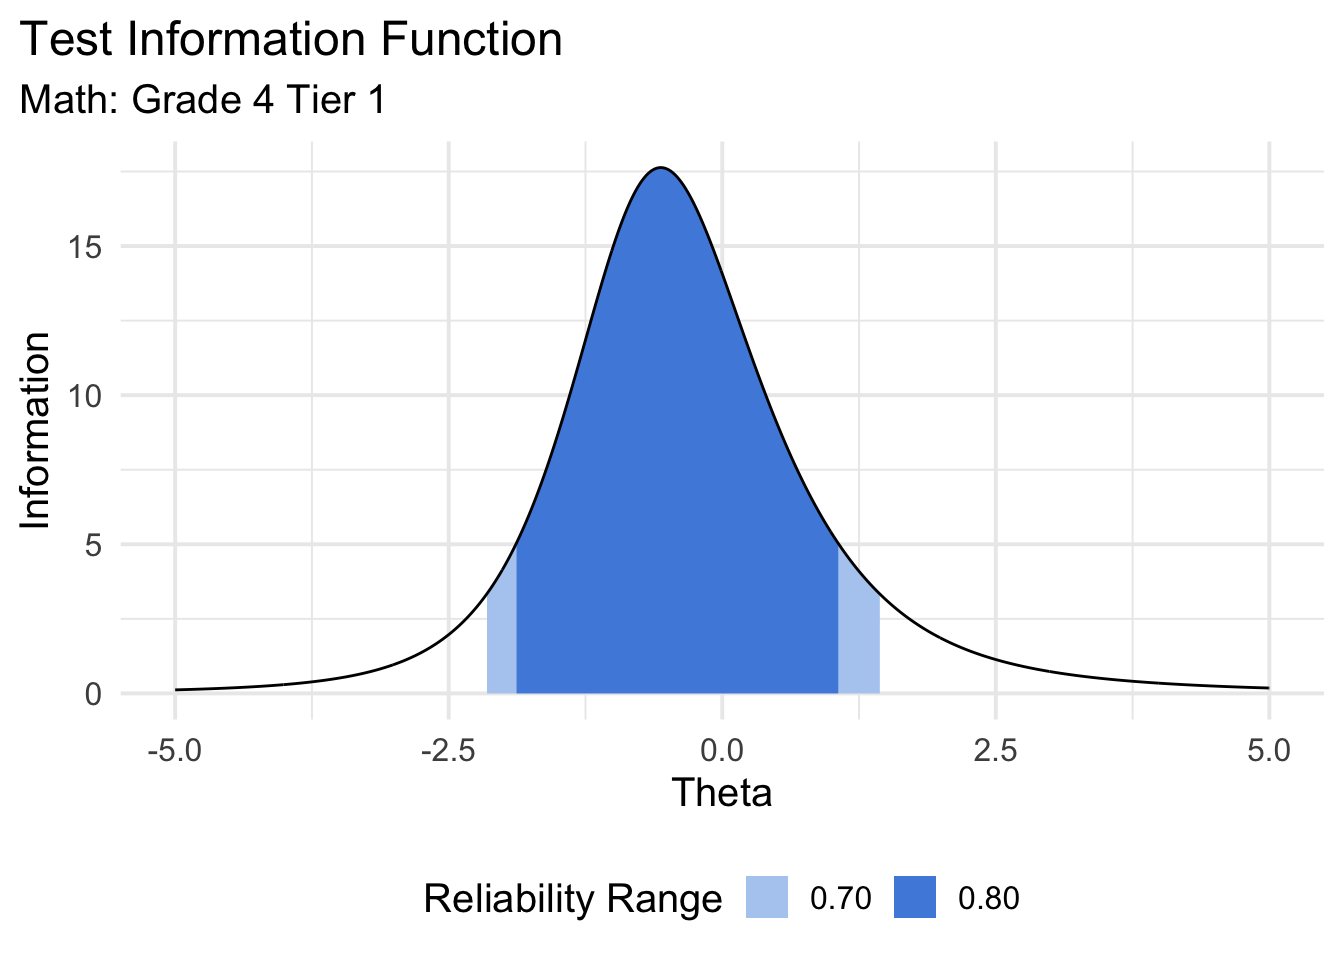 Test Information Function
Math: Grade 4 Tier 1
Information
15
10
5
0
-5.0 -2.5 0.0 2.5 5.0
Theta
Reliability Range 0.70 0.80